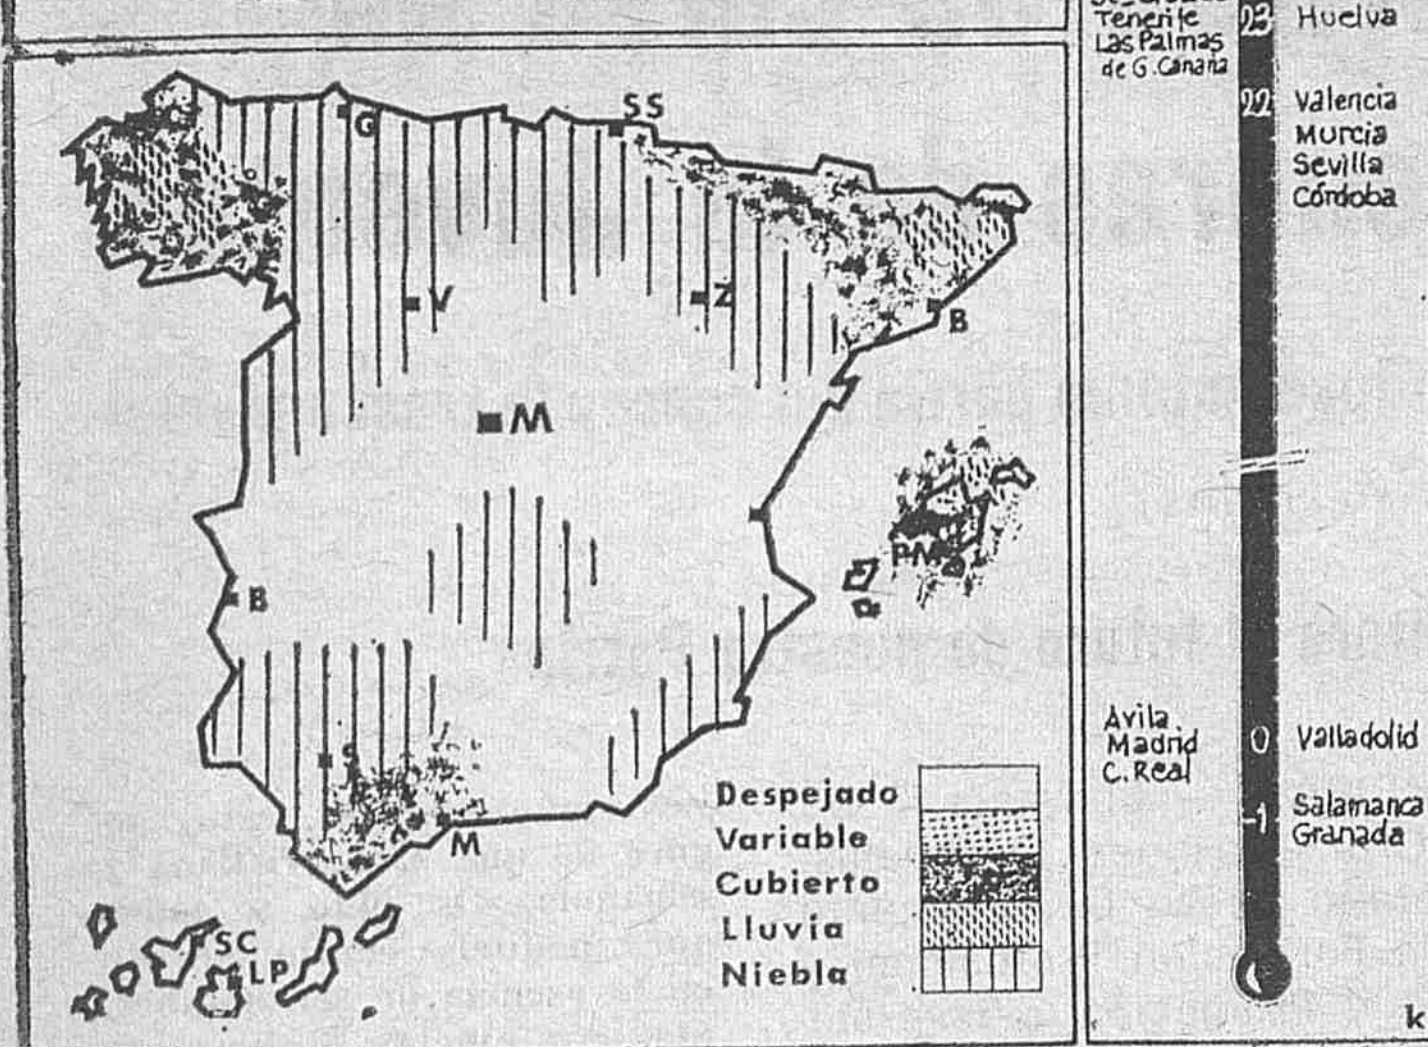 SS
G
V
Z
B
M
PM
B
S
M
SC
LP
Despejado
Variable
Cubierto
Lluvia
Niebla
Tenerife
Las Palmas
de G. Canaria
23 Huelva
22 Valencia
Murcia
Sevilla
Córdoba
Avila
Madrid
C. Real
0 Valladolid
-1 Salamanca
Granada
k